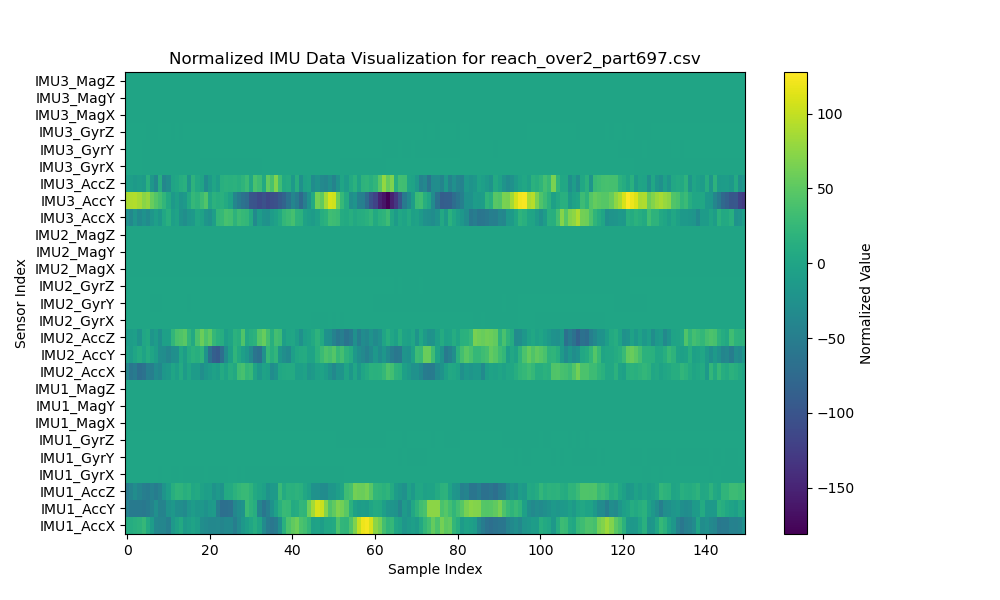 Normalized IMU Data Visualization for reach_over2_part697.csv
IMU3_MagZ
IMU3_MagY
IMU3_MagX
IMU3_GyrZ
IMU3_GyrY
IMU3_GyrX
IMU3_AccZ
IMU3_AccY
IMU3_AccX
IMU2_MagZ
IMU2_MagY
IMU2_MagX
IMU2_GyrZ
IMU2_GyrY
IMU2_GyrX
IMU2_AccZ
IMU2_AccY
IMU2_AccX
IMU1_MagZ
IMU1_MagY
IMU1_MagX
IMU1_GyrZ
IMU1_GyrY
IMU1_GyrX
IMU1_AccZ
IMU1_AccY
IMU1_AccX
Sensor Index
0 20 40 60 80 100 120 140
Sample Index
100
50
0
−50
−100
−150
Normalized Value